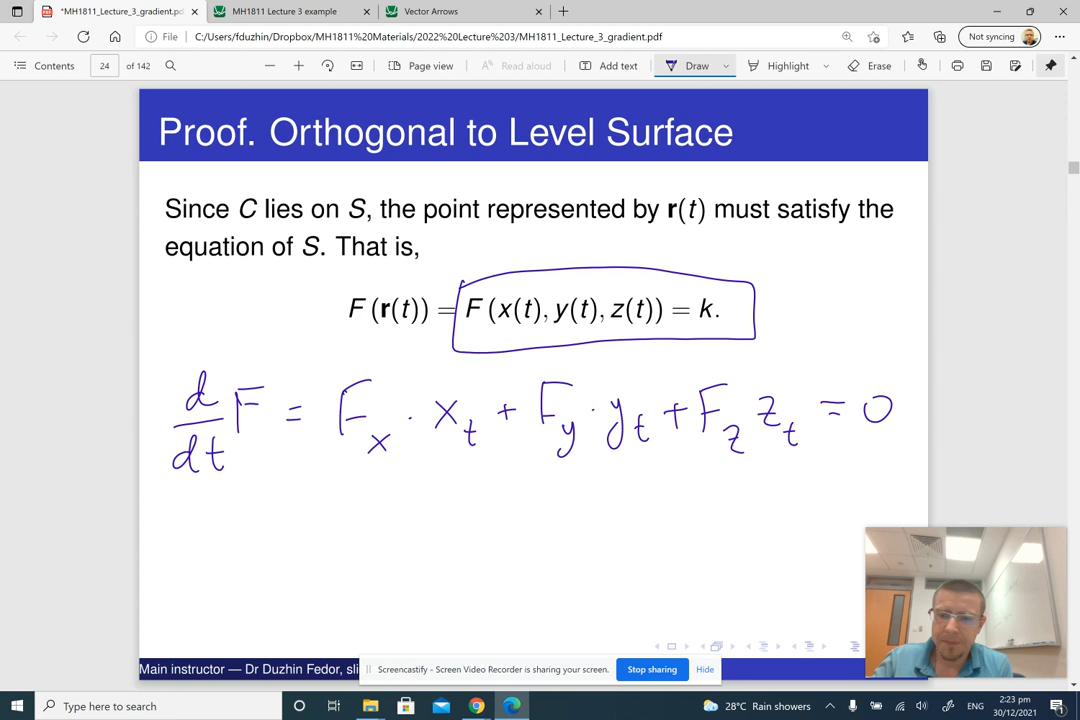 *MH1811_Lecture_3_gradient.pd
MH1811 Lecture 3 example
Vector Arrows
File
C:/Users/fduzhin/Dropbox/MH1811%20Materials/2022%20Lecture%203/MH1811_Lecture_3_gradient.pdf
Not syncing
Contents
24 of 142
Page view
Read aloud
Add text
Draw
Highlight
Erase
Proof. Orthogonal to Level Surface
Since C lies on S, the point represented by r(t) must satisfy the
equation of S. That is,
F (r(t)) = F (x(t), y(t), z(t)) = k.
d/dt F = F_x · x_t + F_y · y_t + F_z z_t = 0
Main instructor — Dr Duzhin Fedor, sli
Screencastify - Screen Video Recorder is sharing your screen.
Stop sharing
Hide
Type here to search
28°C Rain showers
ENG
2:23 pm
30/12/2021
1